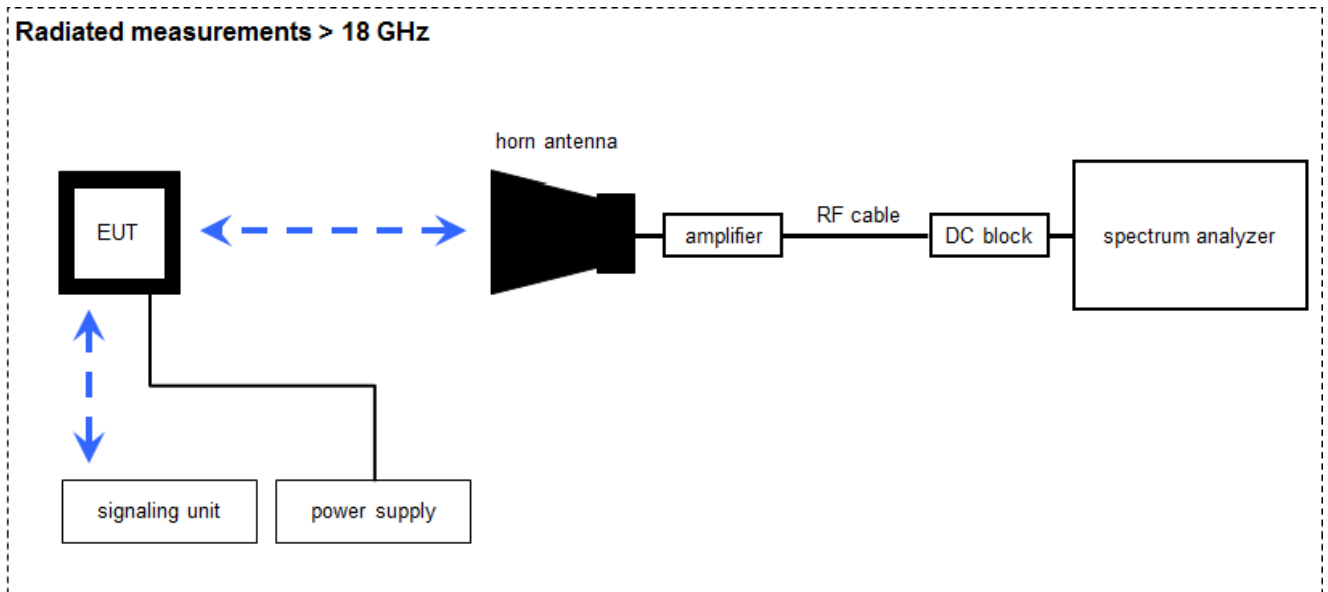 Radiated measurements > 18 GHz
horn antenna
EUT
amplifier
RF cable
DC block
spectrum analyzer
signaling unit
power supply